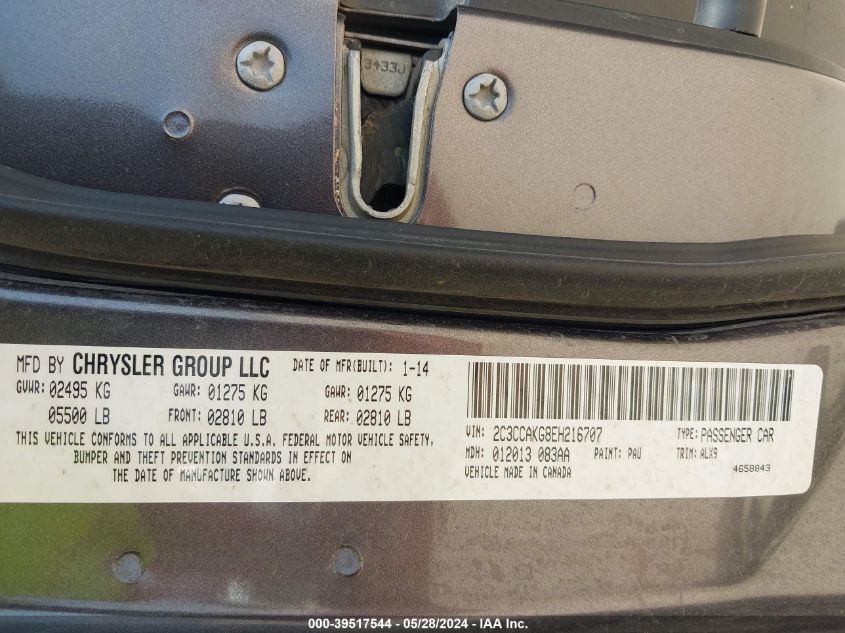 3433J
MFD BY CHRYSLER GROUP LLC DATE OF MFR(BUILT): 1-14
GVWR: 02495 KG GAWR: 01275 KG GAWR: 01275 KG
05500 LB FRONT: 02810 LB REAR: 02810 LB
THIS VEHICLE CONFORMS TO ALL APPLICABLE U.S.A. FEDERAL MOTOR VEHICLE SAFETY,
BUMPER AND THEFT PREVENTION STANDARDS IN EFFECT ON
THE DATE OF MANUFACTURE SHOWN ABOVE.
VIN: 2C3CCAKG8EH216707 TYPE: PASSENGER CAR
MDH: 012013 083AA PAINT: PAU TRIM: ALX9
VEHICLE MADE IN CANADA 4658843
000-39517544 - 05/28/2024 - IAA Inc.